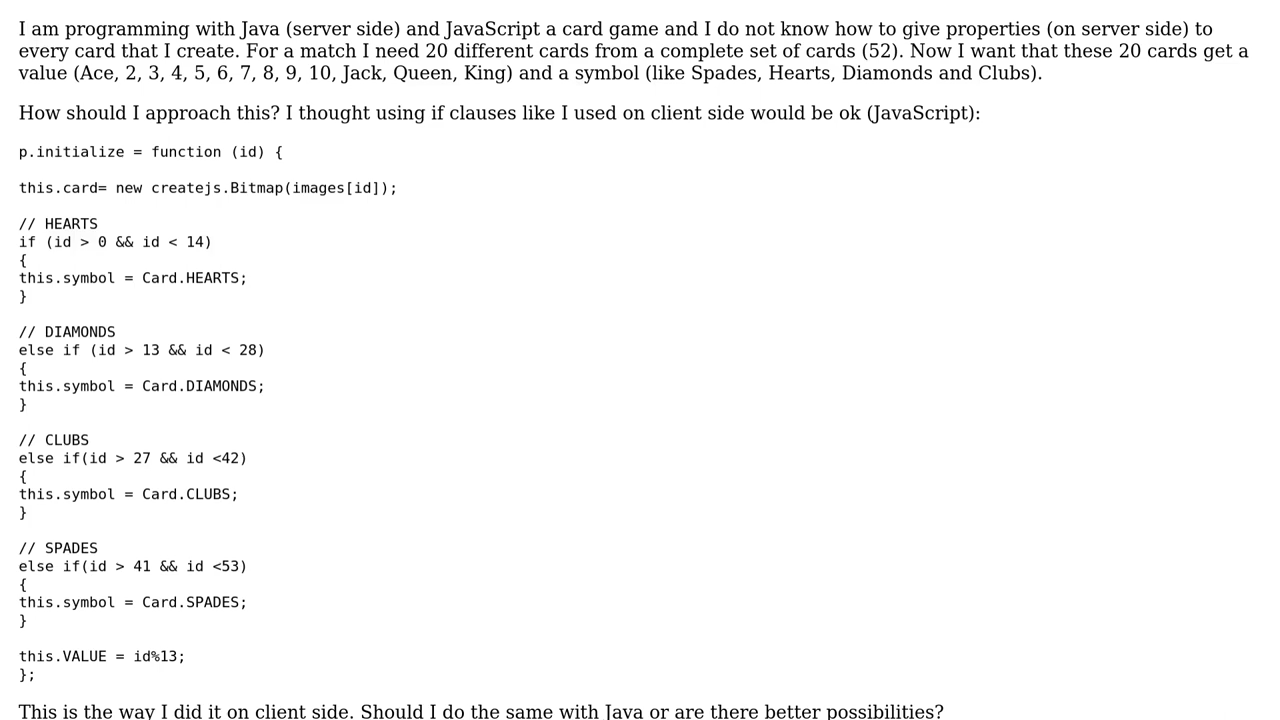 I am programming with Java (server side) and JavaScript a card game and I do not know how to give properties (on server side) to
every card that I create. For a match I need 20 different cards from a complete set of cards (52). Now I want that these 20 cards get a
value (Ace, 2, 3, 4, 5, 6, 7, 8, 9, 10, Jack, Queen, King) and a symbol (like Spades, Hearts, Diamonds and Clubs).
How should I approach this? I thought using if clauses like I used on client side would be ok (JavaScript):
p.initialize = function (id) {
this.card= new createjs.Bitmap(images[id]);
// HEARTS
if (id > 0 && id < 14)
{
this.symbol = Card.HEARTS;
}
// DIAMONDS
else if (id > 13 && id < 28)
{
this.symbol = Card.DIAMONDS;
}
// CLUBS
else if(id > 27 && id <42)
{
this.symbol = Card.CLUBS;
}
// SPADES
else if(id > 41 && id <53)
{
this.symbol = Card.SPADES;
}
this.VALUE = id%13;
};
This is the way I did it on client side. Should I do the same with Java or are there better possibilities?